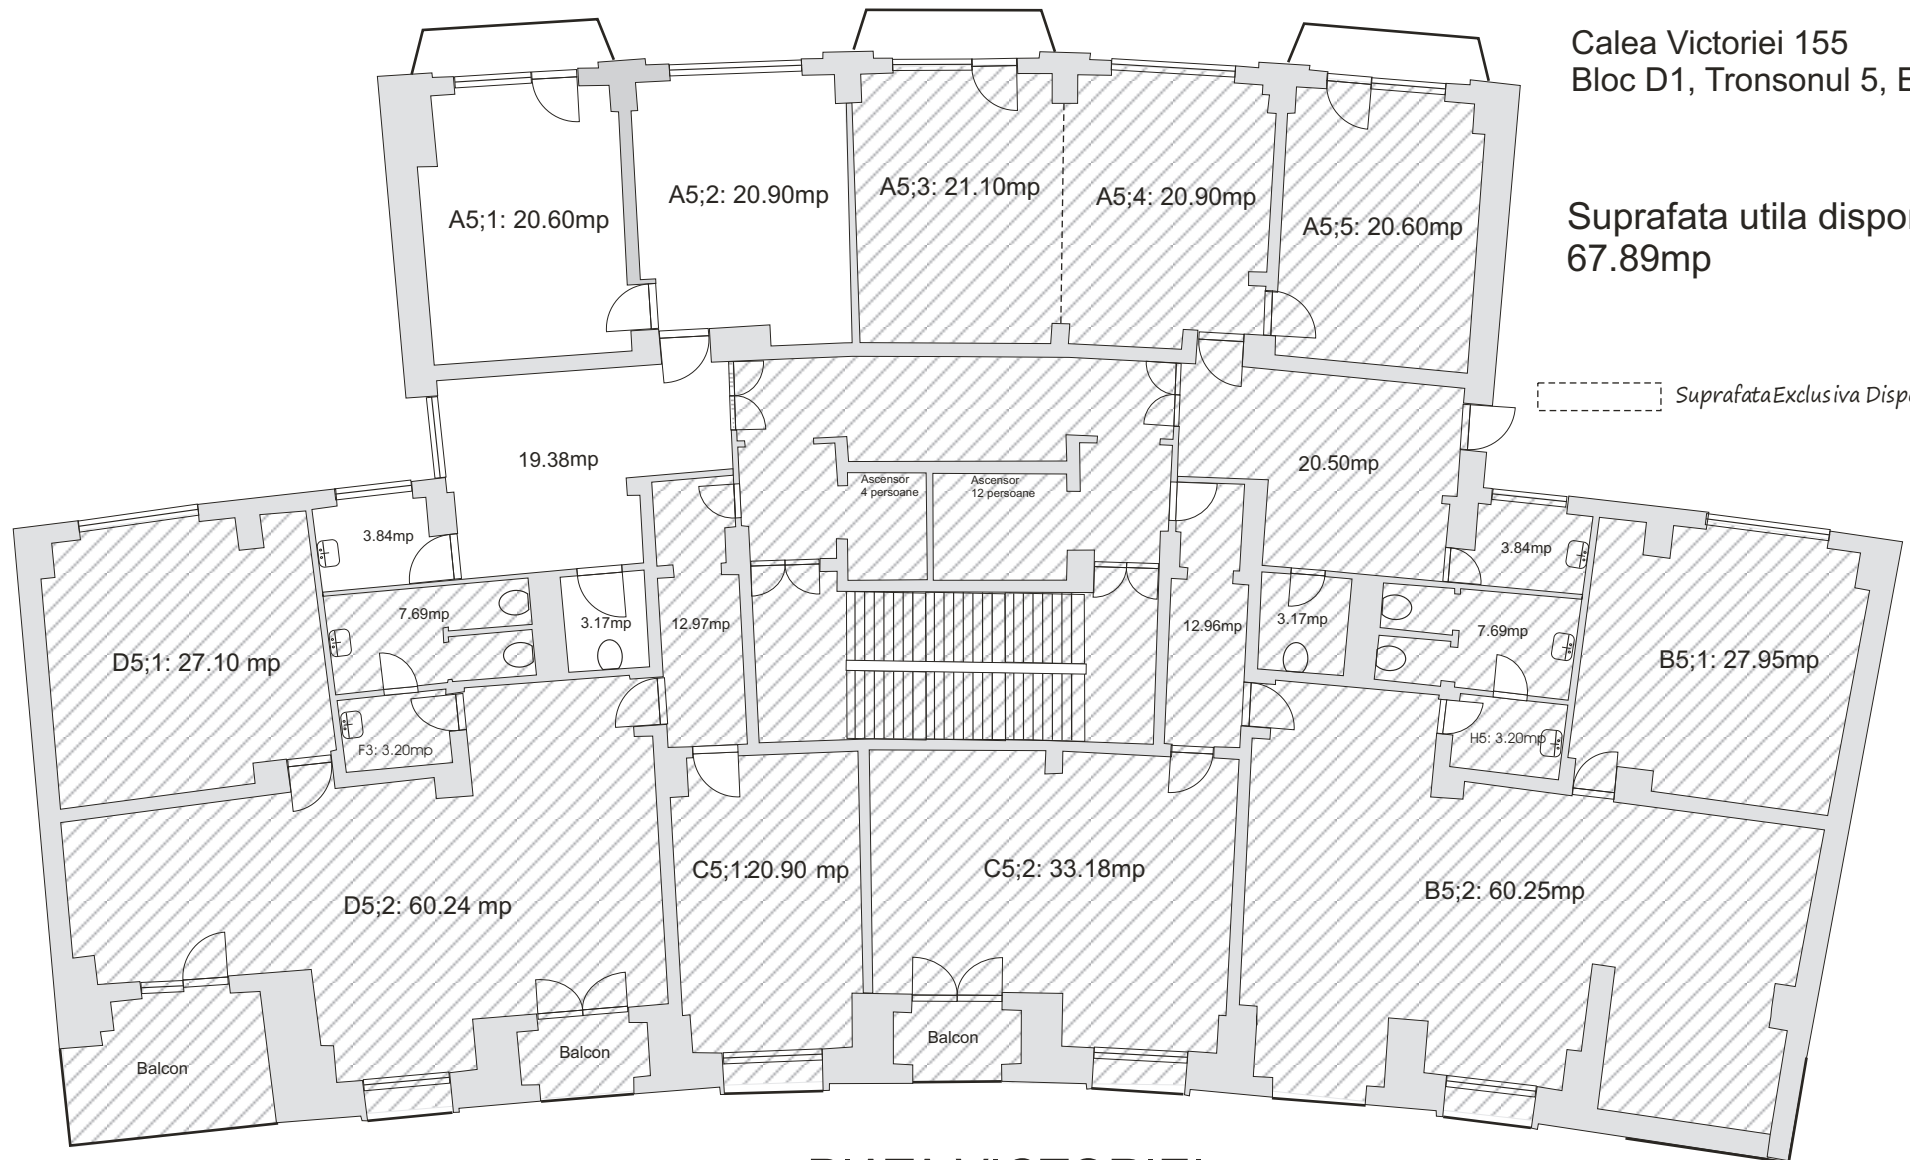 Calea Victoriei 155
Bloc D1, Tronsonul 5,
Suprafata utila
67.89mp
Suprafata Exclusiva
A5;1: 20.60mp
A5;2: 20.90mp
A5;3: 21.10mp
A5;4: 20.90mp
A5;5: 20.60mp
19.38mp
20.50mp
Ascensor
4 persoane
Ascensor
12 persoane
3.84mp
3.84mp
7.69mp
3.17mp
12.97mp
12.96mp
3.17mp
7.69mp
D5;1: 27.10 mp
B5;1: 27.95mp
F3: 3.20mp
H5: 3.20mp
D5;2: 60.24 mp
C5;1:20.90 mp
C5;2: 33.18mp
B5;2: 60.25mp
Balcon
Balcon
Balcon